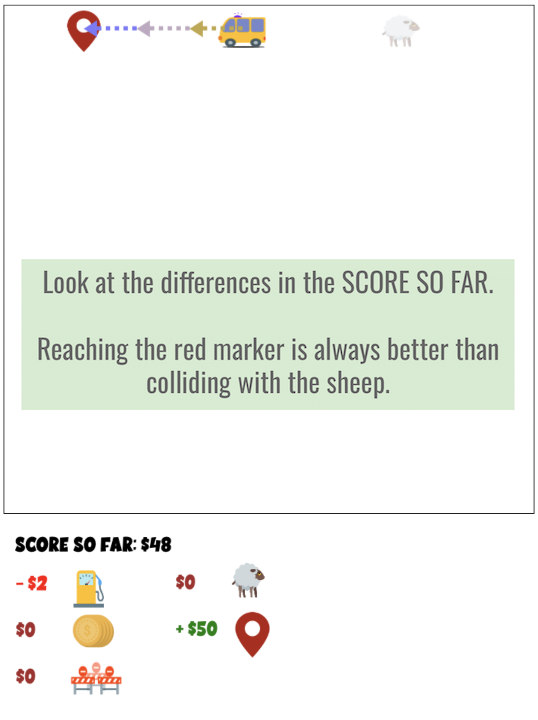 Look at the differences in the SCORE SO FAR.
Reaching the red marker is always better than
colliding with the sheep.
SCORE SO FAR: $48
- $2
$0
$0
+ $50
$0